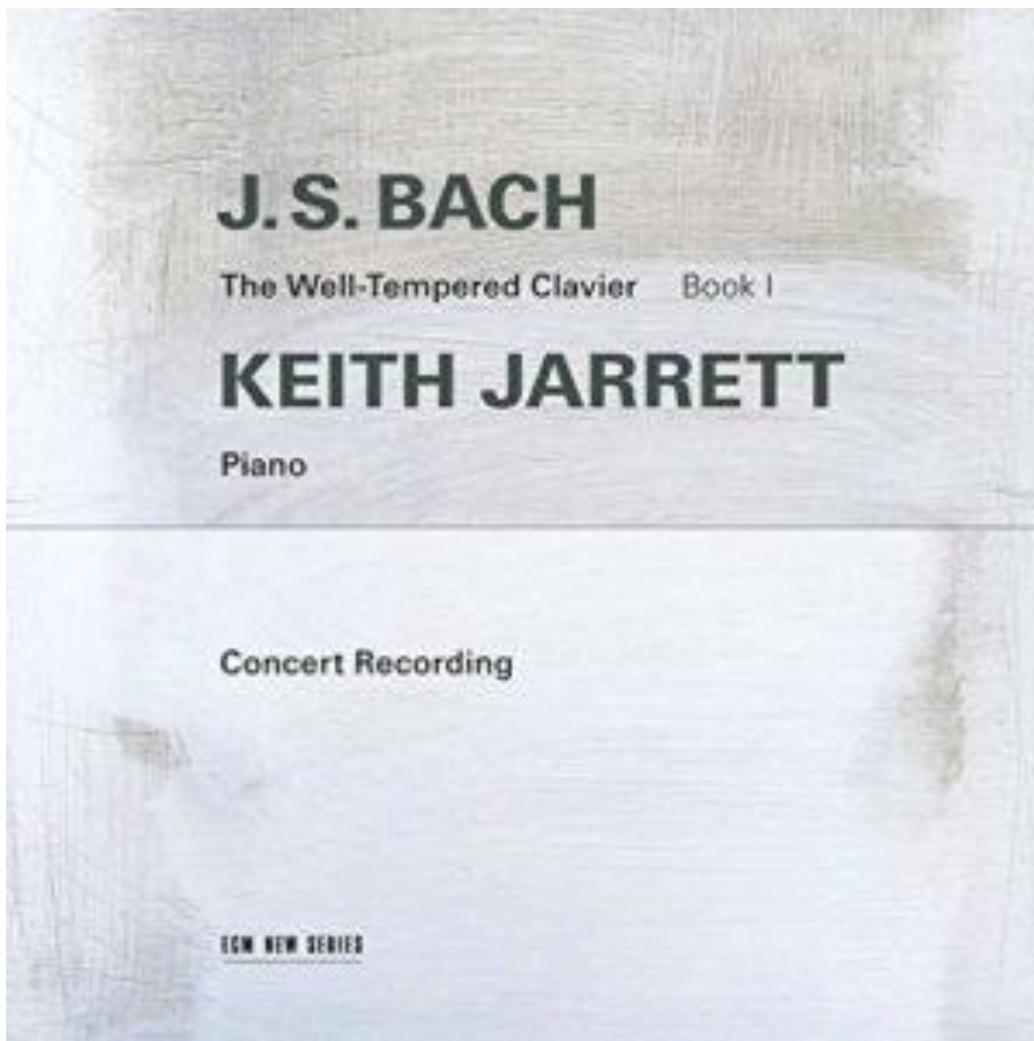 J. S. BACH
The Well-Tempered Clavier Book I
KEITH JARRETT
Piano
Concert Recording
ECM NEW SERIES